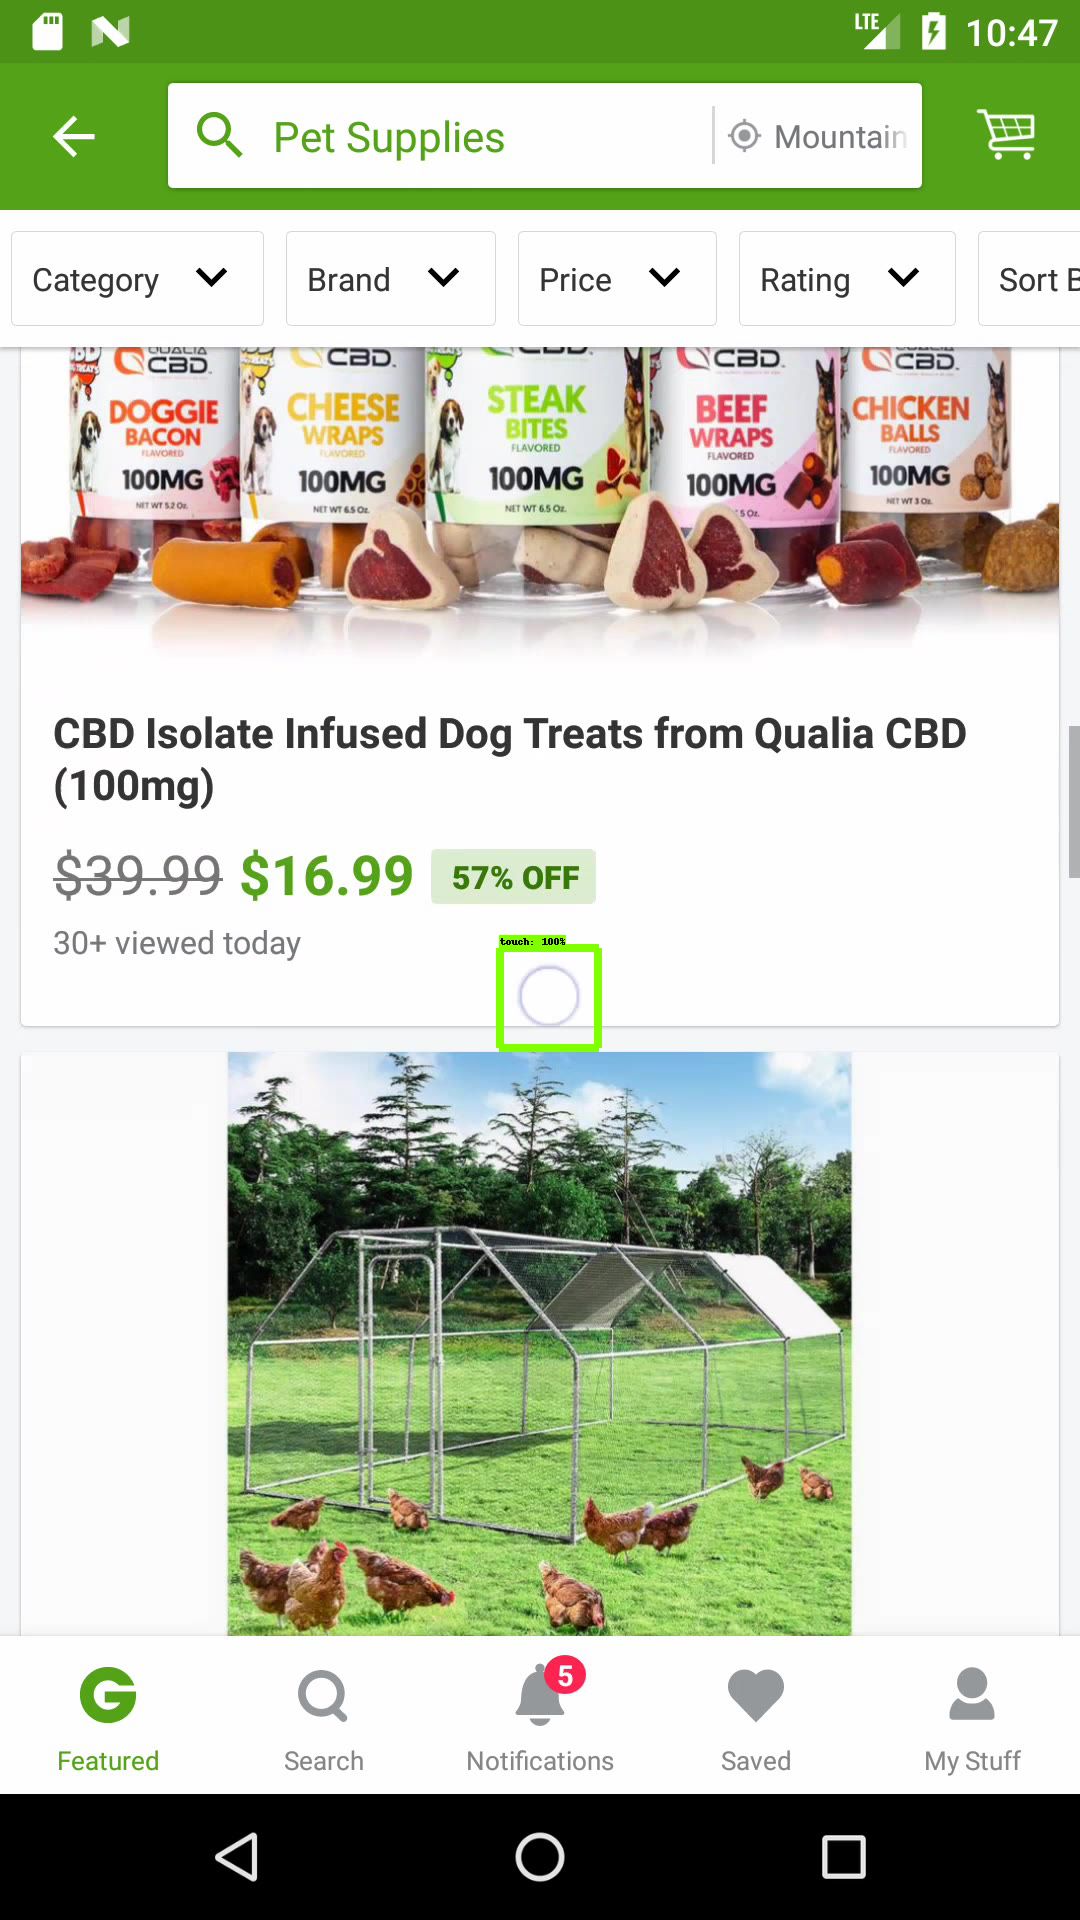 LTE 10:47
Pet Supplies Mountain
Category Brand Price Rating Sort B
CBD CBD CBD CBD
DOGGIE BACON FLAVORED 100MG NET WT 5.2 Oz.
CHEESE WRAPS FLAVORED 100MG NET WT 6.5 Oz.
STEAK BITES FLAVORED 100MG NET WT 6.5 Oz.
BEEF WRAPS FLAVORED 100MG 5 Oz.
CHICKEN BALLS FLAVORED 100MG NET WT 3 Oz.
CBD Isolate Infused Dog Treats from Qualia CBD
(100mg)
$39.99 $16.99 57% OFF
30+ viewed today
touch: 100%
5
Featured Search Notifications Saved My Stuff